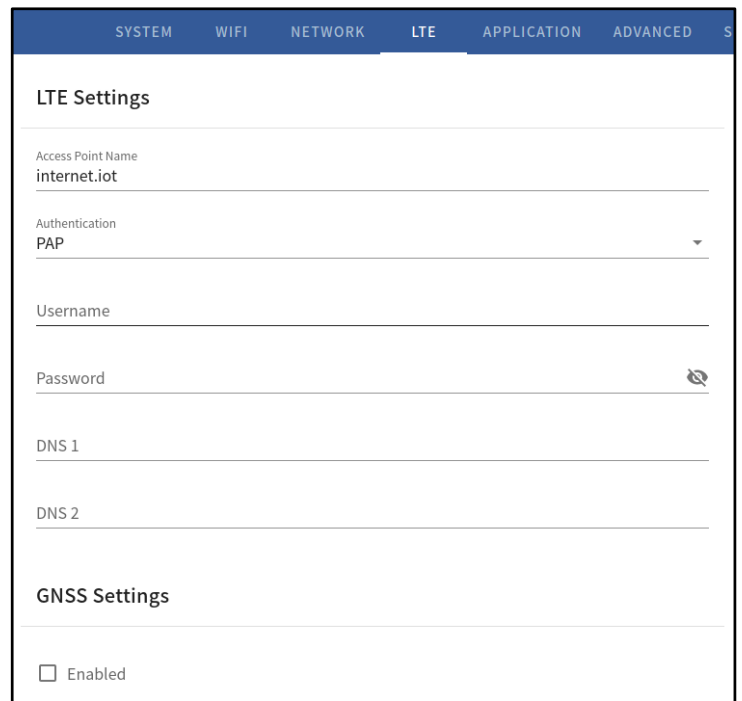 SYSTEM WIFI NETWORK LTE APPLICATION ADVANCED S
LTE Settings
Access Point Name
internet.iot
Authentication
PAP
Username
Password
DNS 1
DNS 2
GNSS Settings
Enabled